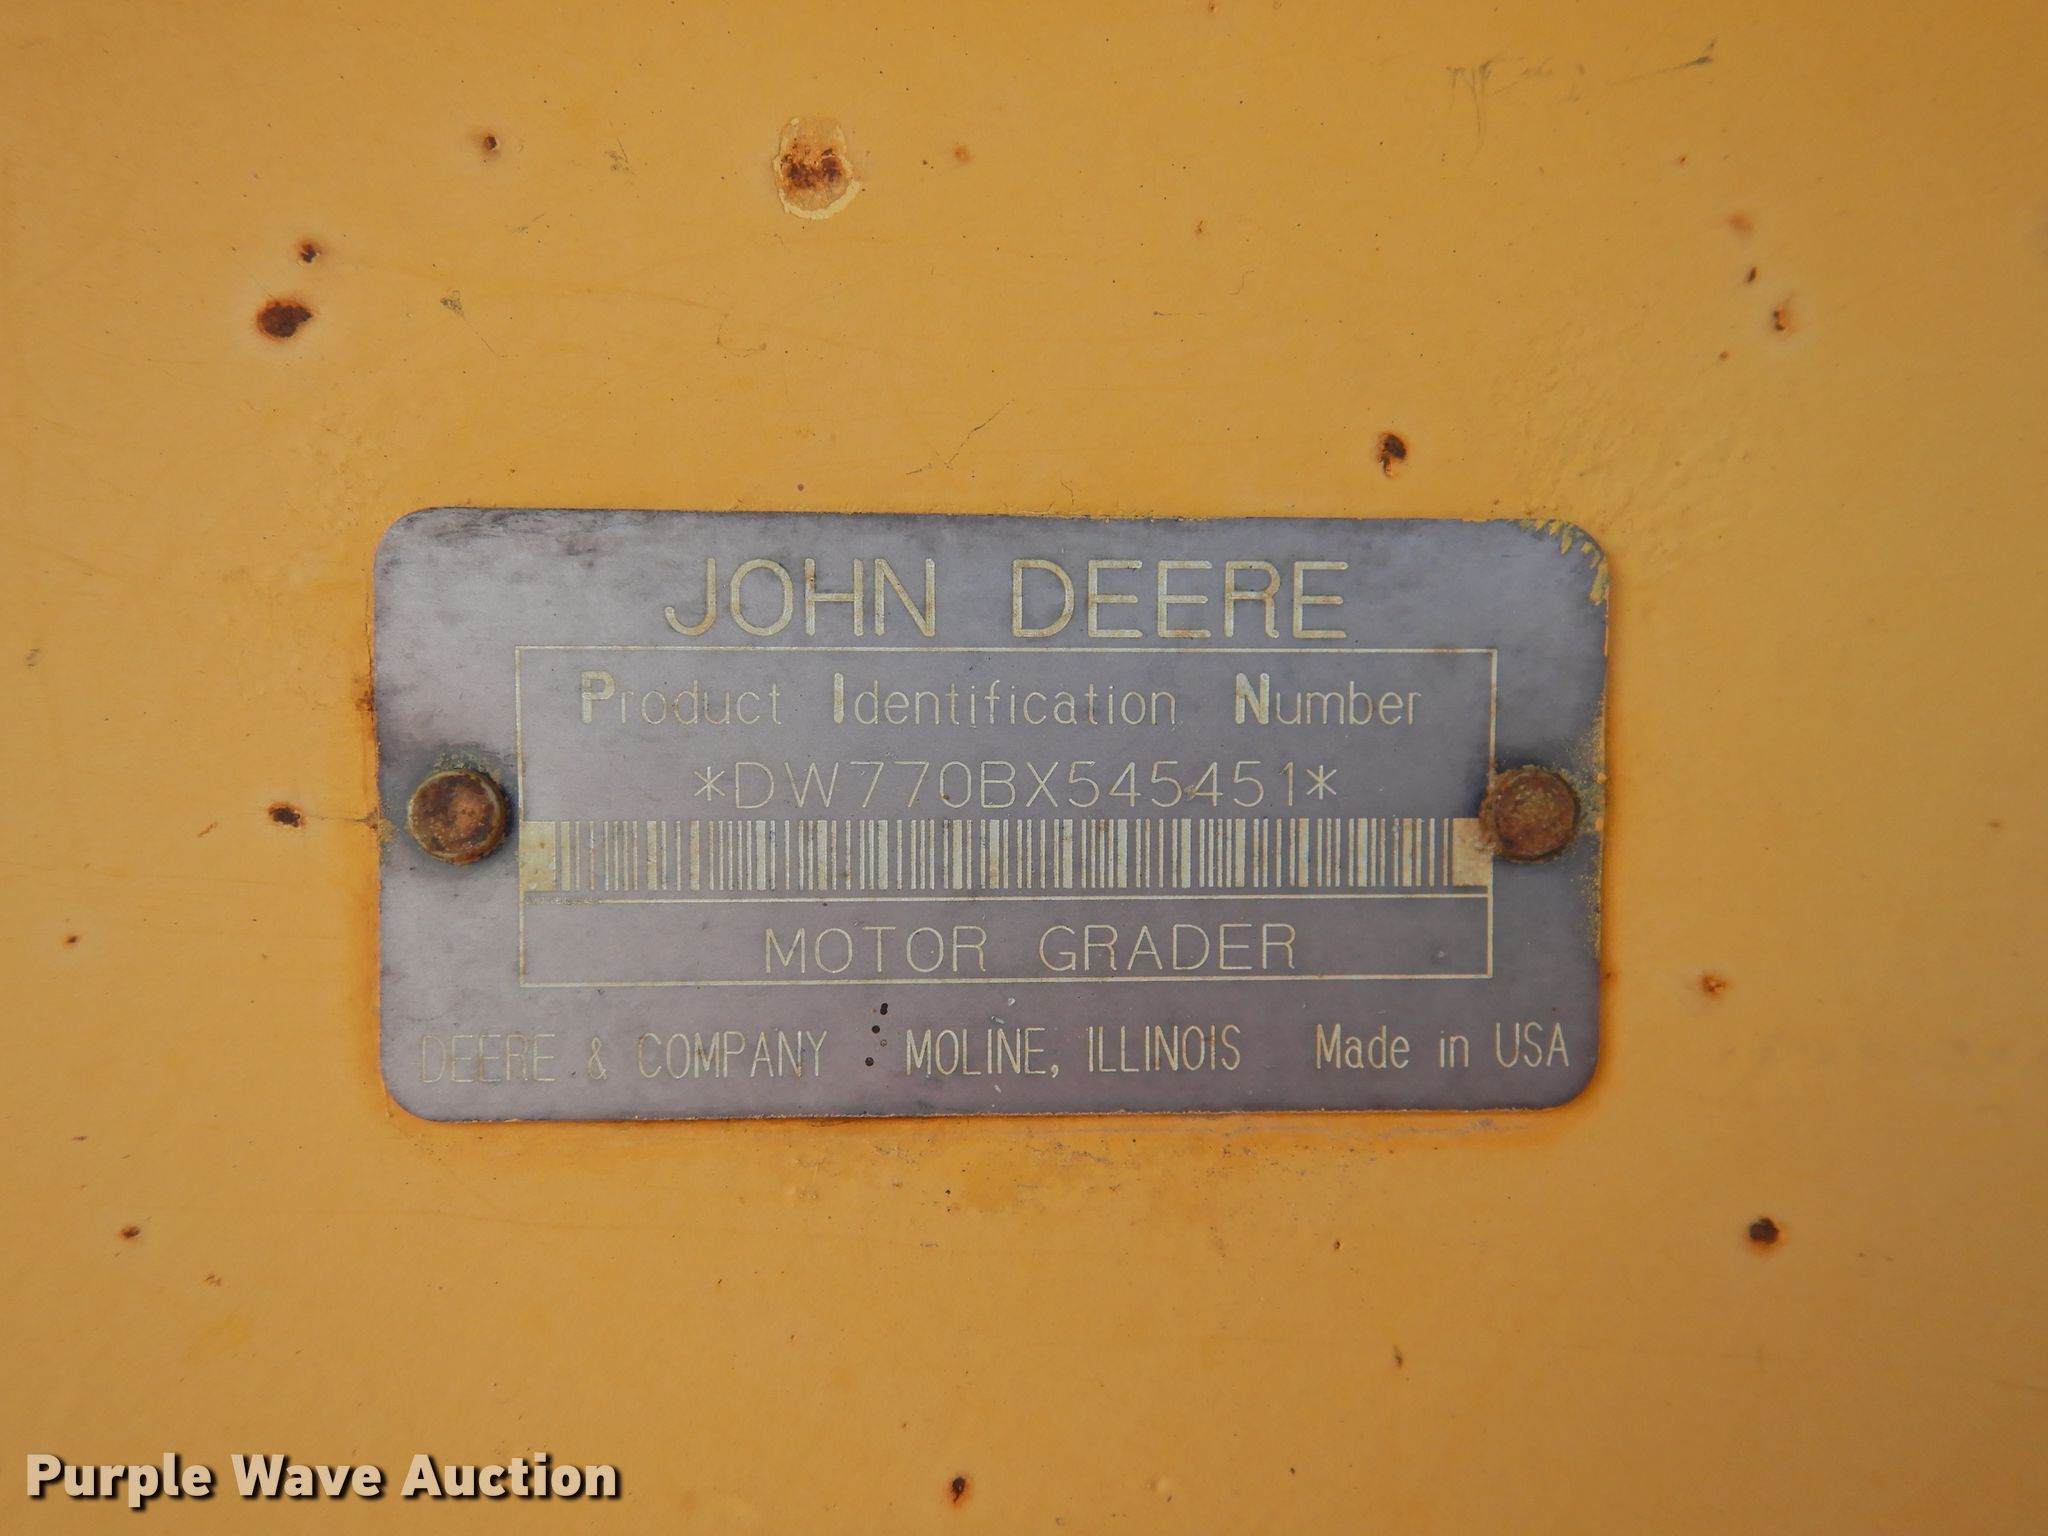 JOHN DEERE
Product Identification Number
*DW770BX545451*
MOTOR GRADER
DEERE & COMPANY MOLINE, ILLINOIS Made in USA
Purple Wave Auction